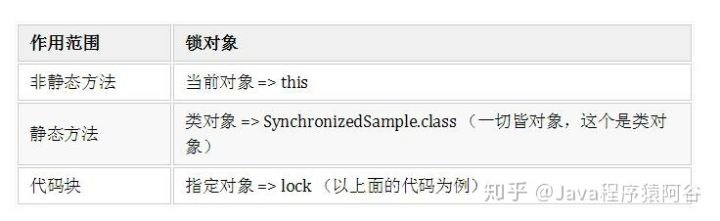 作用范围 锁对象
非静态方法 当前对象 => this
静态方法 类对象 => SynchronizedSample.class （一切皆对象，这个是类对
象）
代码块 指定对象 => lock （以上面的代码为例）
知乎 @Java程序猿阿谷